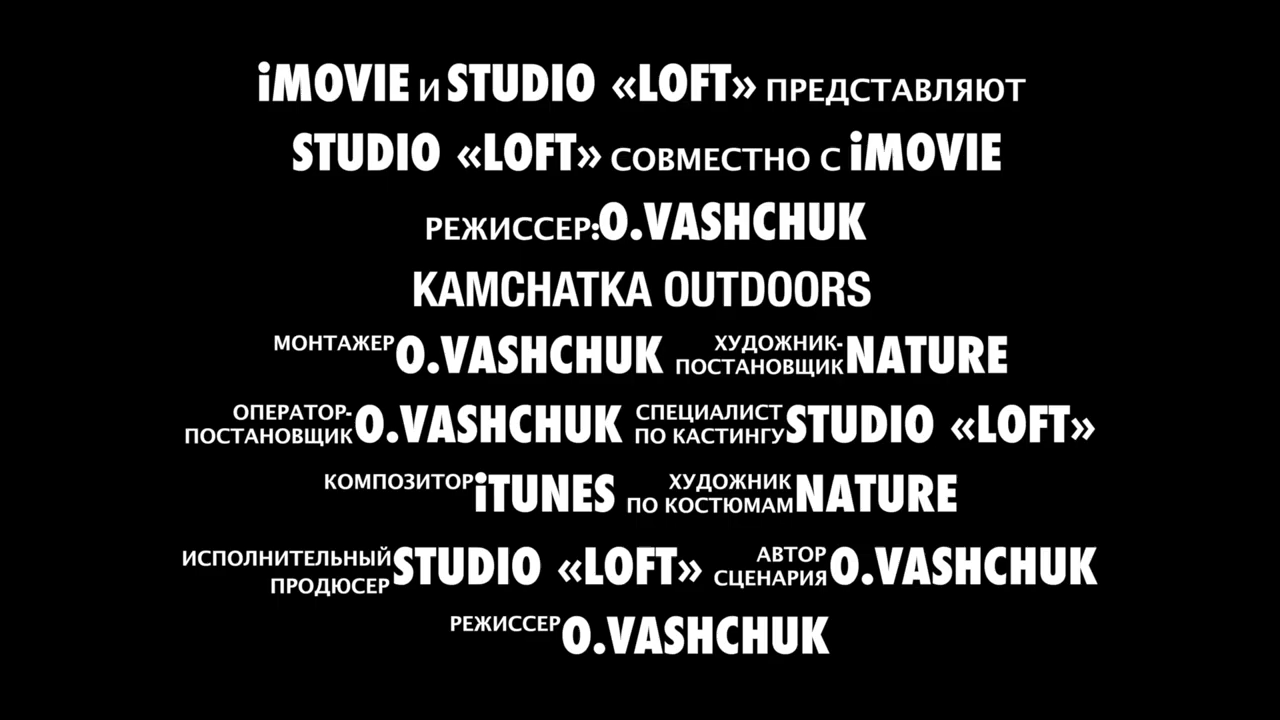 iMOVIE И STUDIO «LOFT» ПРЕДСТАВЛЯЮТ
STUDIO «LOFT» СОВМЕСТНО С iMOVIE
РЕЖИССЕР:O.VASHCHUK
KAMCHATKA OUTDOORS
МОНТАЖЕР O.VASHCHUK ХУДОЖНИК-ПОСТАНОВЩИК NATURE
ОПЕРАТОР-ПОСТАНОВЩИК O.VASHCHUK СПЕЦИАЛИСТ ПО КАСТИНГУ STUDIO «LOFT»
КОМПОЗИТОР iTUNES ХУДОЖНИК ПО КОСТЮМАМ NATURE
ИСПОЛНИТЕЛЬНЫЙ ПРОДЮСЕР STUDIO «LOFT» АВТОР СЦЕНАРИЯ O.VASHCHUK
РЕЖИССЕР O.VASHCHUK